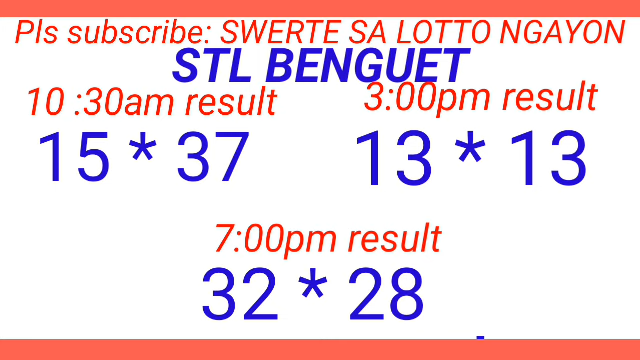 Pls subscribe: SWERTE SA LOTTO NGAYON
STL BENGUET
10 :30am result
3:00pm result
15 * 37
13 * 13
7:00pm result
32 * 28